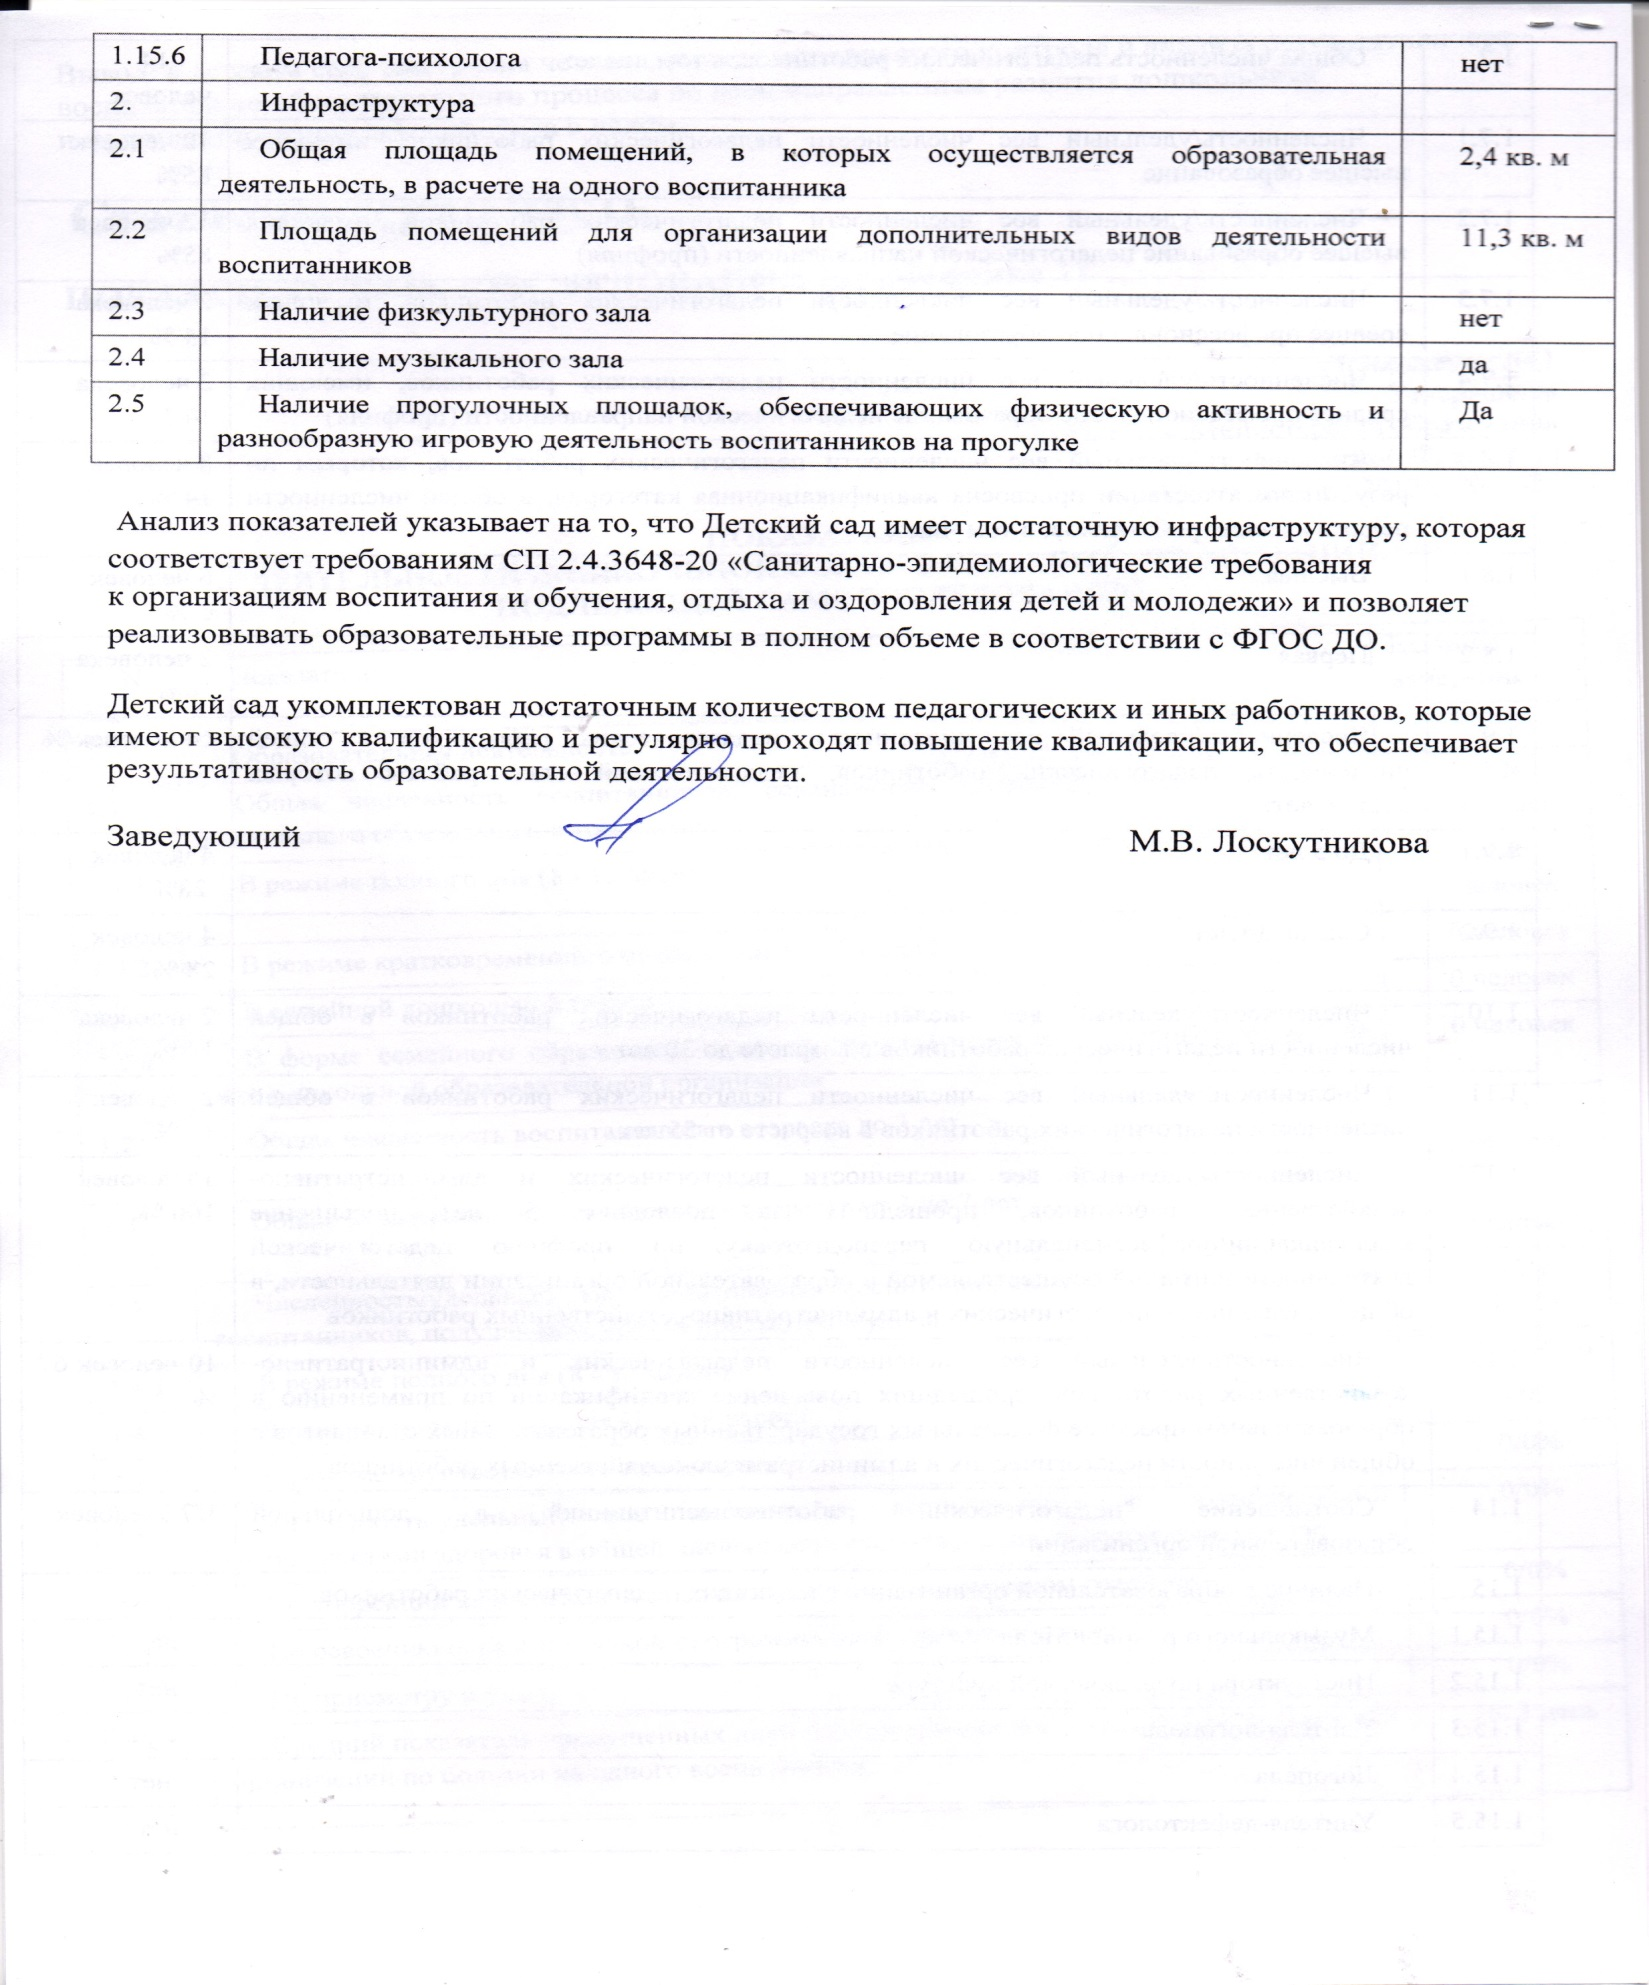 1.15.6 Педагога-психолога нет
2. Инфраструктура
2.1 Общая площадь помещений, в которых осуществляется образовательная 2,4 кв. м
деятельность, в расчете на одного воспитанника
2.2 Площадь помещений для организации дополнительных видов деятельности 11,3 кв. м
воспитанников
2.3 Наличие физкультурного зала нет
2.4 Наличие музыкального зала да
2.5 Наличие прогулочных площадок, обеспечивающих физическую активность и Да
разнообразную игровую деятельность воспитанников на прогулке
Анализ показателей указывает на то, что Детский сад имеет достаточную инфраструктуру, которая
соответствует требованиям СП 2.4.3648-20 «Санитарно-эпидемиологические требования
к организациям воспитания и обучения, отдыха и оздоровления детей и молодежи» и позволяет
реализовывать образовательные программы в полном объеме в соответствии с ФГОС ДО.
Детский сад укомплектован достаточным количеством педагогических и иных работников, которые
имеют высокую квалификацию и регулярно проходят повышение квалификации, что обеспечивает
результативность образовательной деятельности.
Заведующий М.В. Лоскутникова